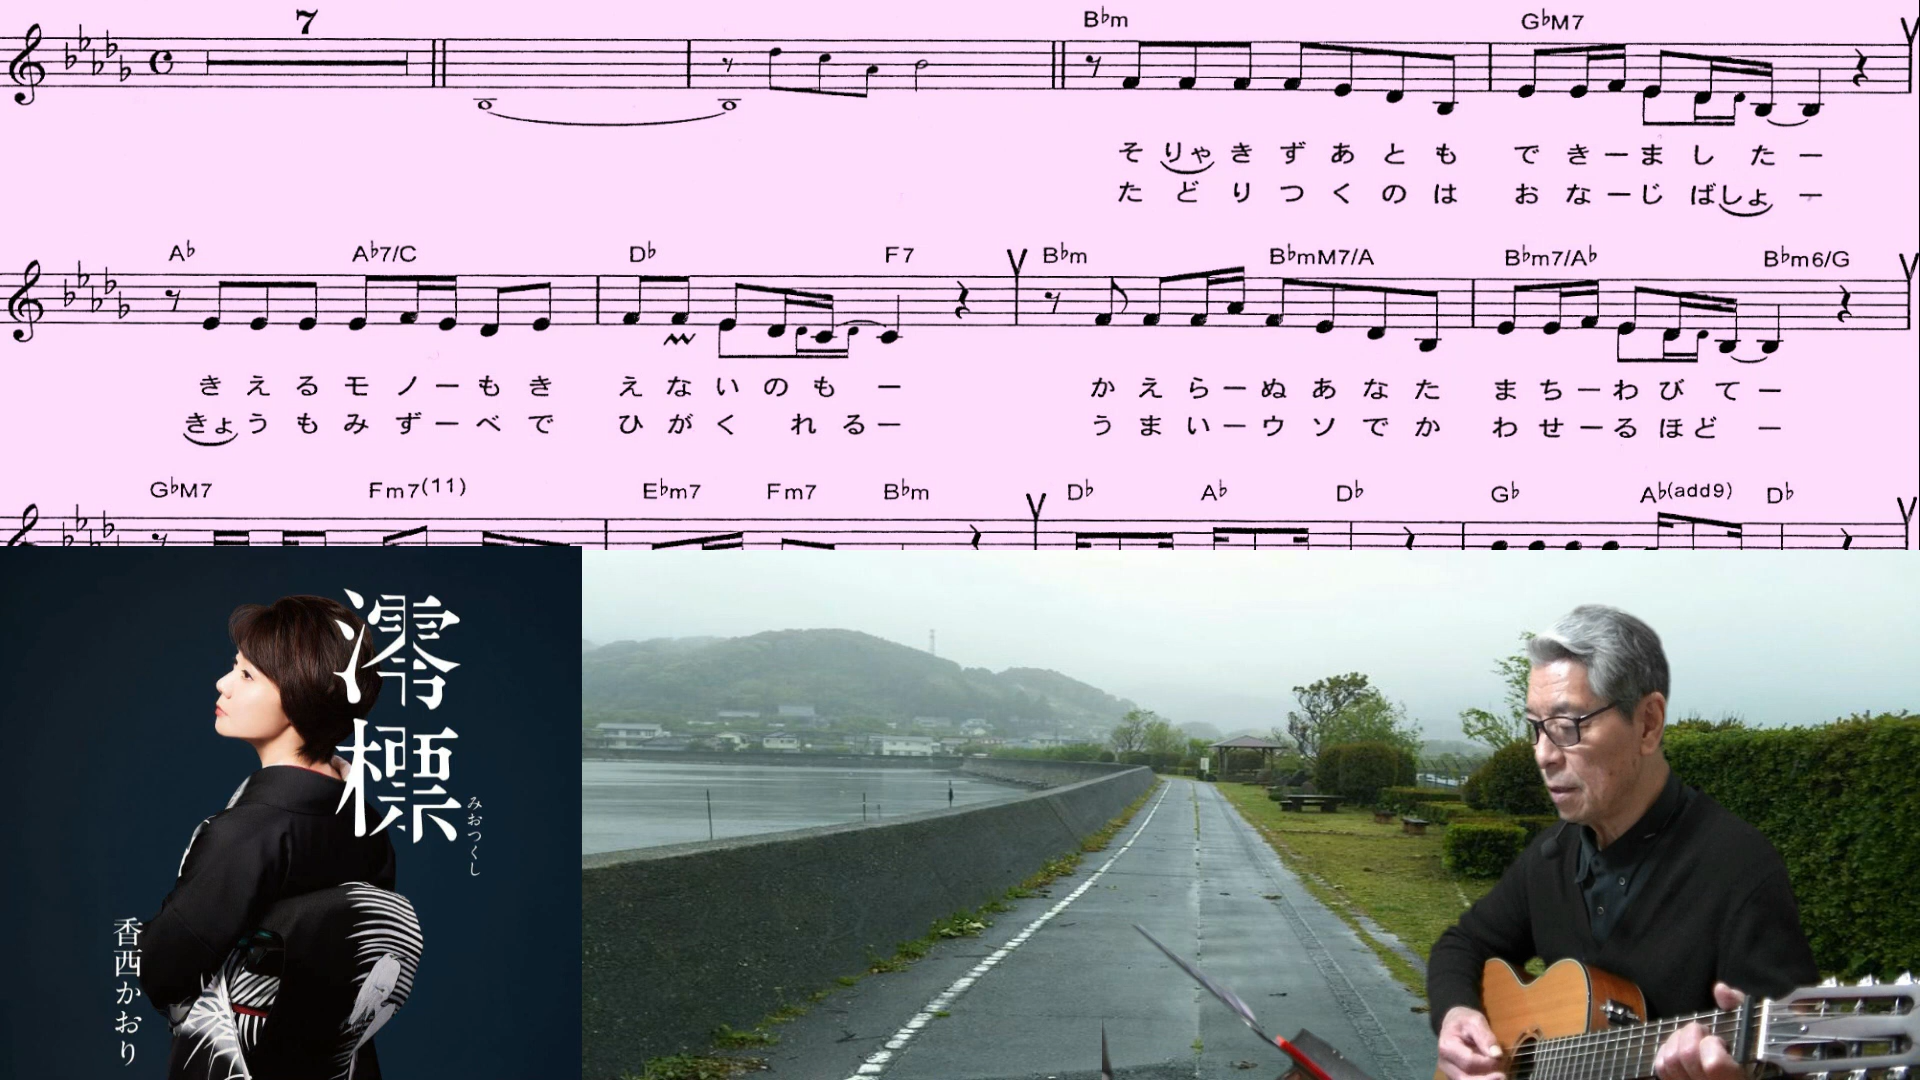 7
B♭m G♭M7
そ りゃ き ず あ と も で き ー ま し た ー
た ど り つ く の は お な ー じ ば しょ ー
A♭ A♭7/C D♭ F7 B♭m B♭mM7/A B♭m7/A♭ B♭m6/G
き え る モ ノ ー も き え な い の も ー か え ら ー ぬ あ な た ま ち ー わ び て ー
きょ う も み ず ー べ で ひ が く れ る ー う ま い ー ウ ソ で か わ せ ー る ほ ど ー
G♭M7 Fm7(11) E♭m7 Fm7 B♭m D♭ A♭ D♭ G♭ A♭(add9) D♭
澪標
みおつくし
香西かおり